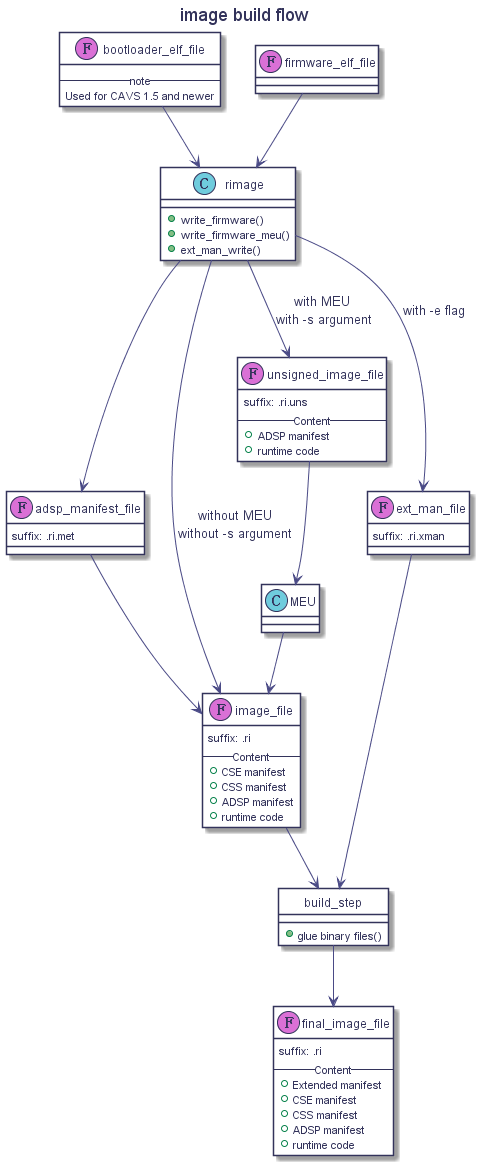 image build flow
F bootloader_elf_file
note
Used for CAVS 1.5 and newer
F firmware_elf_file
C rimage
write_firmware()
write_firmware_meu()
ext_man_write()
with MEU
with -s argument
with -e flag
F unsigned_image_file
suffix: .ri.uns
Content
ADSP manifest
runtime code
F adsp_manifest_file
suffix: .ri.met
without MEU
without -s argument
F ext_man_file
suffix: .ri.xman
C MEU
F image_file
suffix: .ri
Content
CSE manifest
CSS manifest
ADSP manifest
runtime code
build_step
glue binary files()
F final_image_file
suffix: .ri
Content
Extended manifest
CSE manifest
CSS manifest
ADSP manifest
runtime code